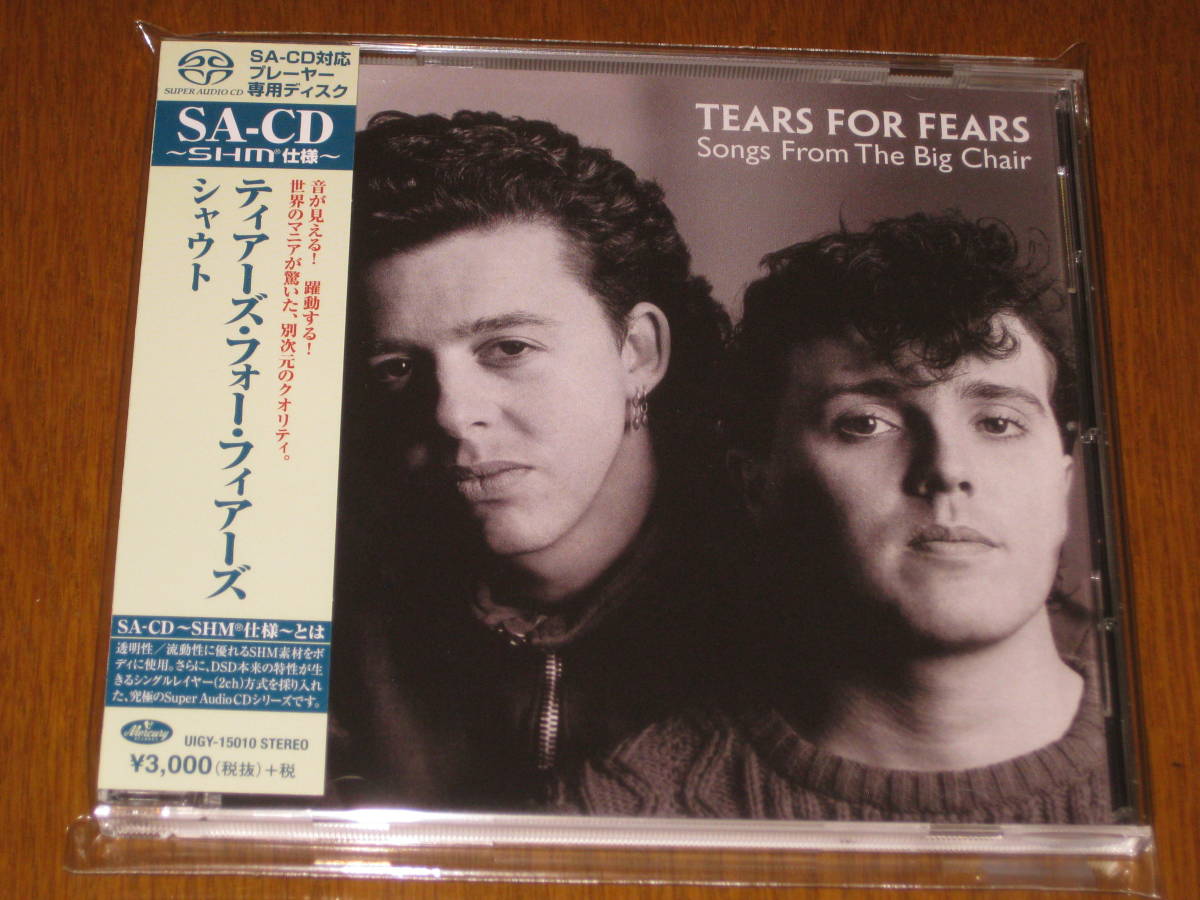 SUPER AUDIO CD
SA-CD対応
プレーヤー
専用ディスク
SA-CD
～SHM®仕様～
音が見える! 躍動する!
世界のマニアが驚いた、別次元のクオリティ。
ティアーズ・フォー・フィアーズ
シャウト
SA-CD～SHM®仕様～とは
透明性／流動性に優れるSHM素材をボ
ディに使用。さらに、DSD本来の特性が生
きるシングルレイヤー(2ch)方式を採り入れ
た、究極のSuper Audio CDシリーズです。
Mercury
UIGY-15010 STEREO
¥3,000(税抜)+税
TEARS FOR FEARS
Songs From The Big Chair